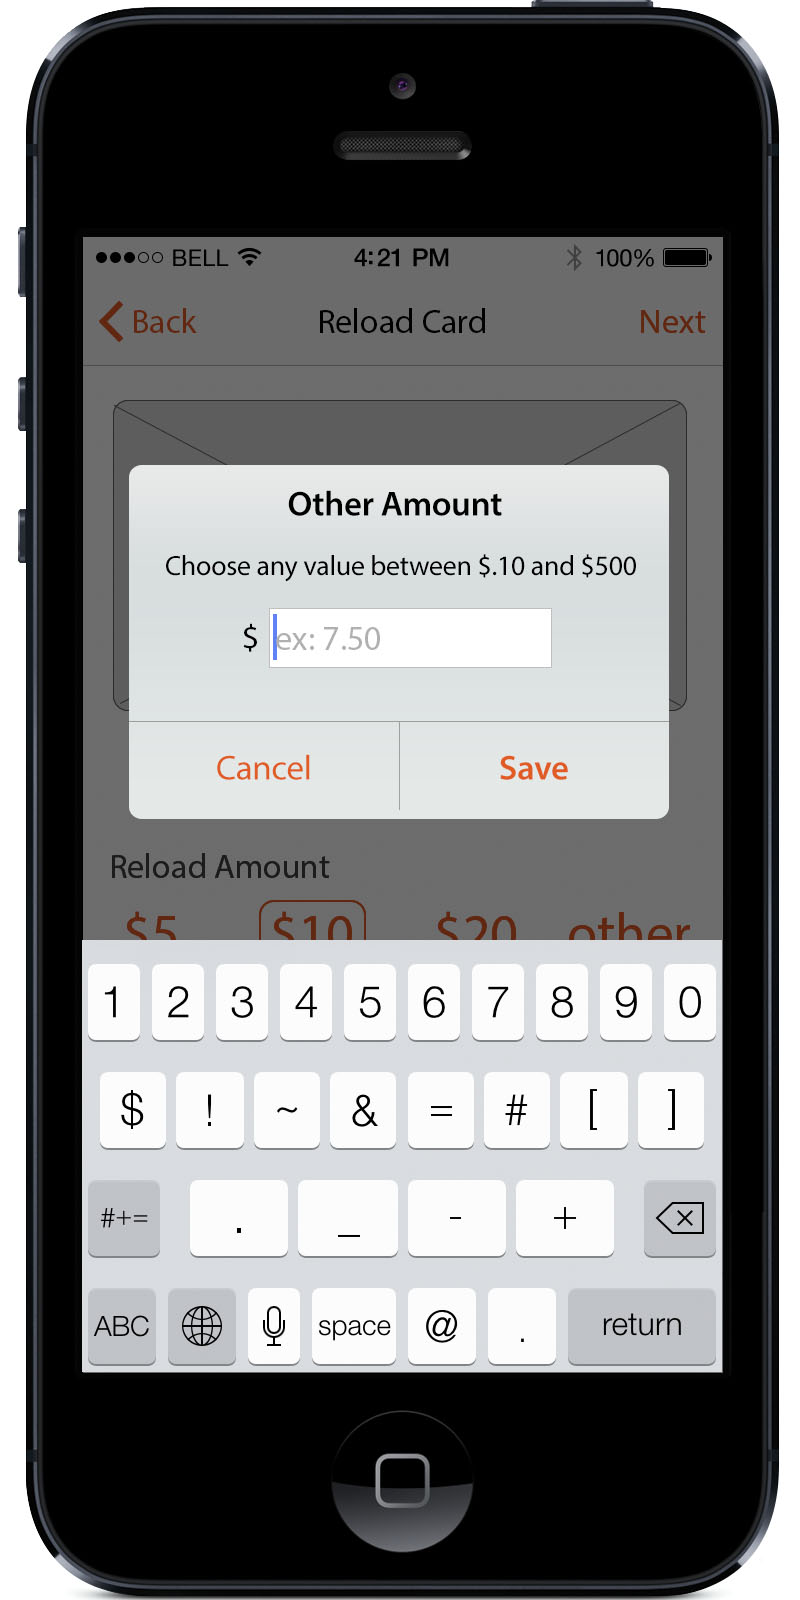 ●●●○○ BELL 4:21 PM 100%
Back Reload Card Next
Other Amount
Choose any value between $.10 and $500
$ ex: 7.50
Cancel Save
Reload Amount
$5 $10 $20 other
1 2 3 4 5 6 7 8 9 0
$ ! ~ & = # [ ]
#+= . _ - +
ABC space @ . return